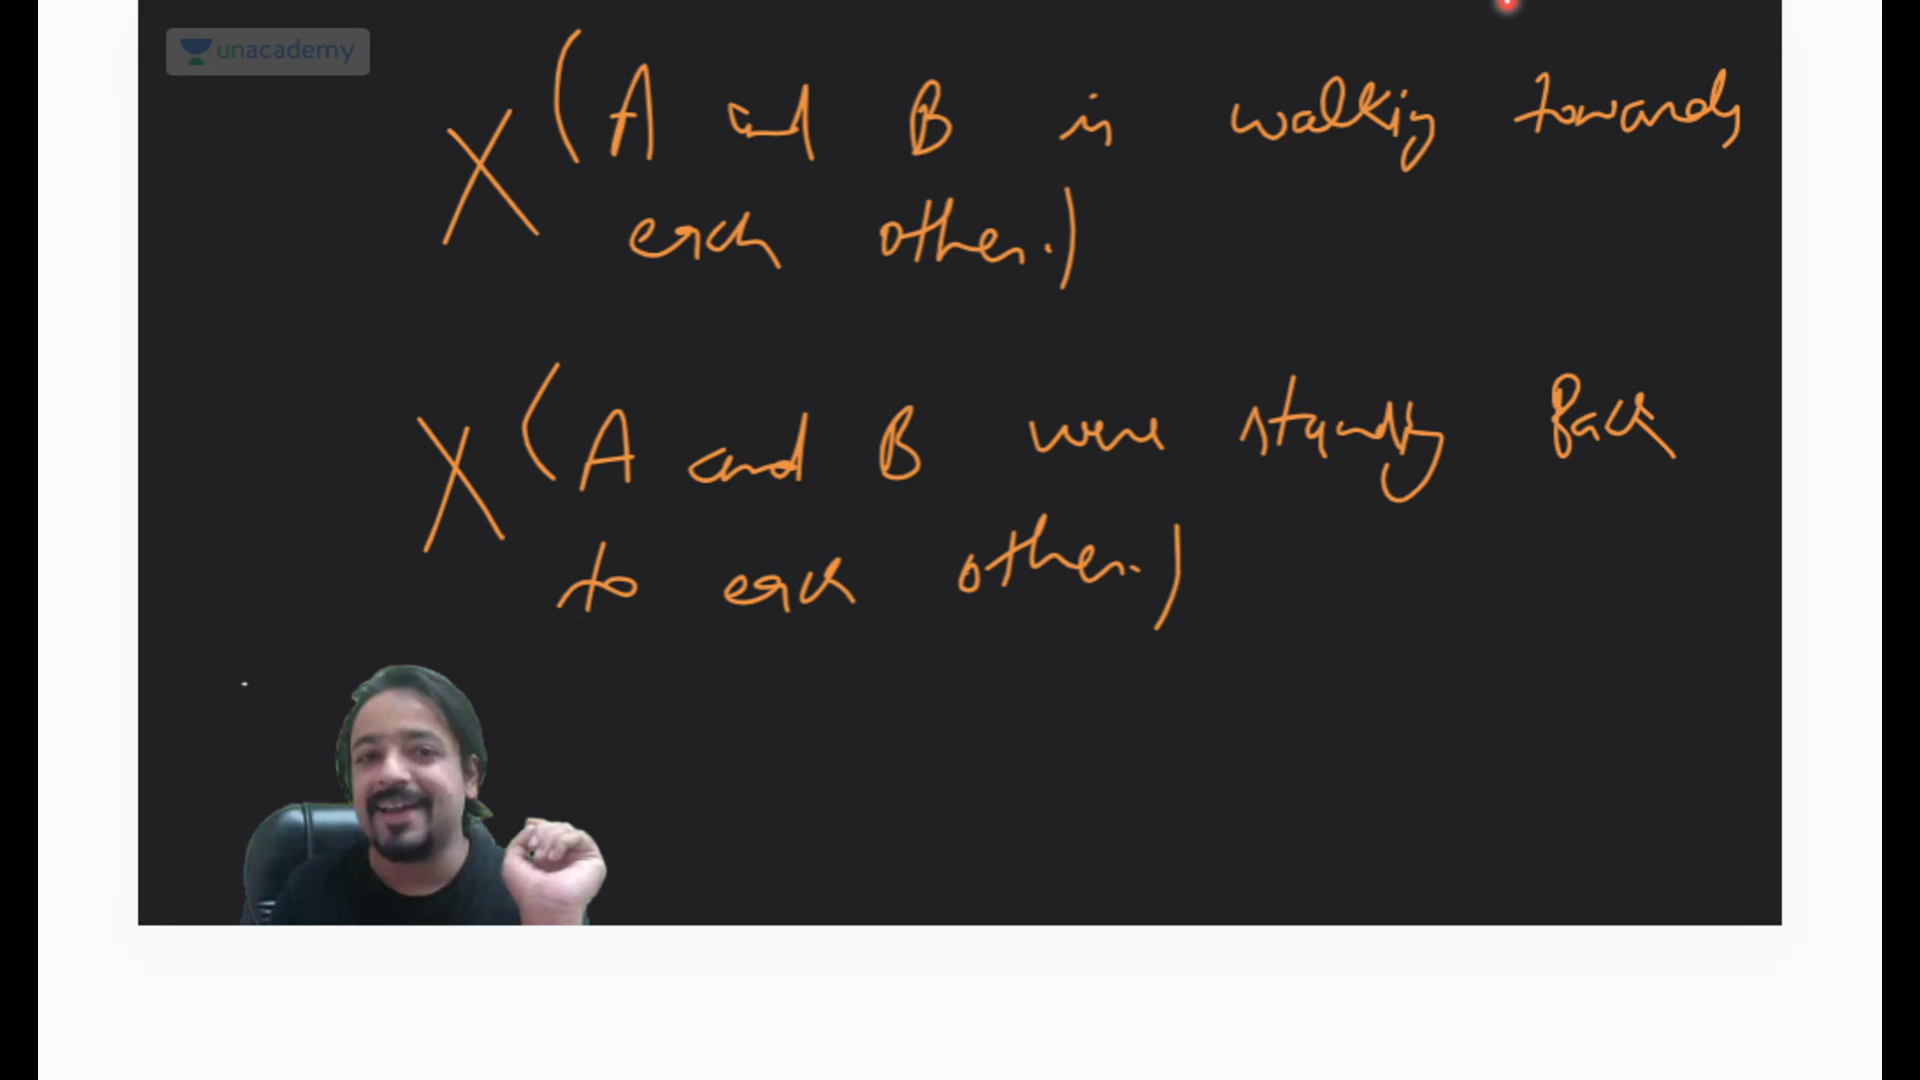 unacademy
X (A and B is walking towards
each other.)
X (A and B were standing Back
to each other.)